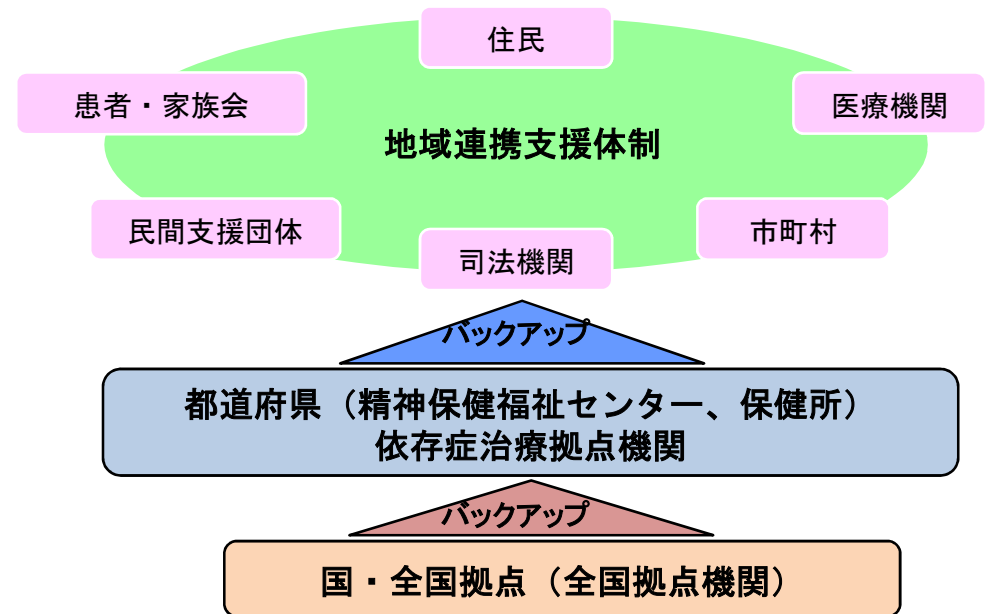 住民
患者・家族会
医療機関
地域連携支援体制
民間支援団体
市町村
司法機関
バックアップ
都道府県（精神保健福祉センター、保健所）
依存症治療拠点機関
バックアップ
国・全国拠点（全国拠点機関）